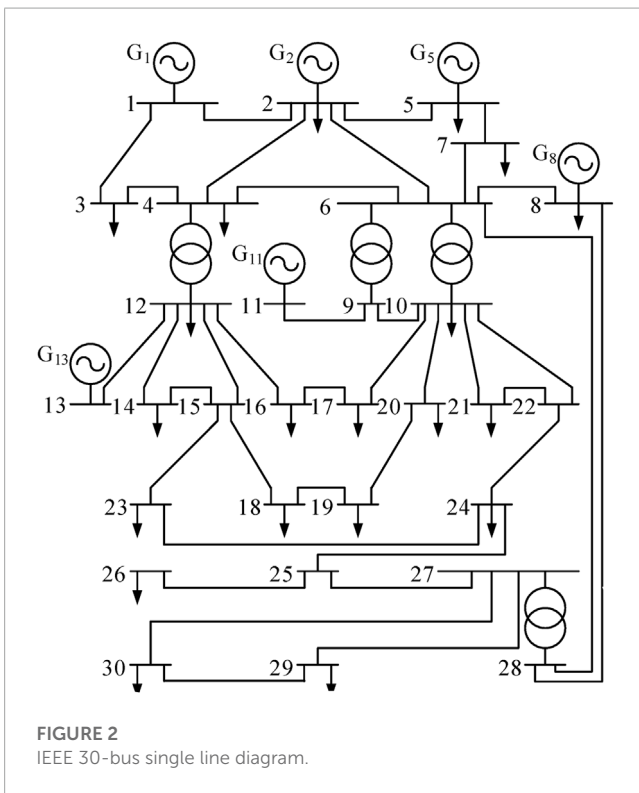 G1 G2 G5
1 2 5
7 G8
3 4 6 8
G11
12 11 9 10
G13
13 14 15 16 17 20 21 22
23 18 19 24
26 25 27
30 29 28
FIGURE 2
IEEE 30-bus single line diagram.